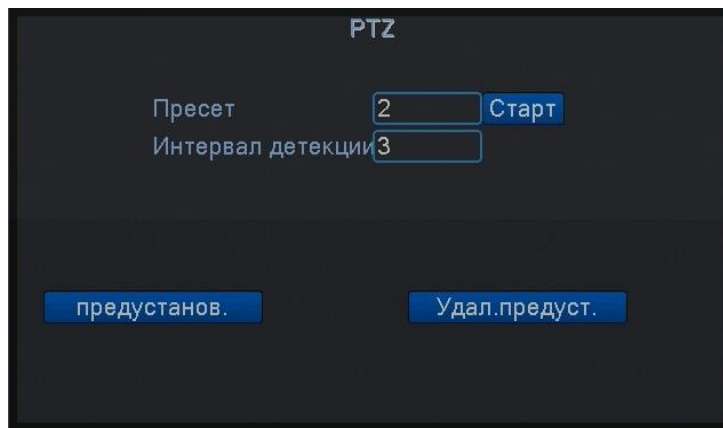 PTZ
Пресет 2 Старт
Интервал детекции 3
предустанов. Удал.предуст.